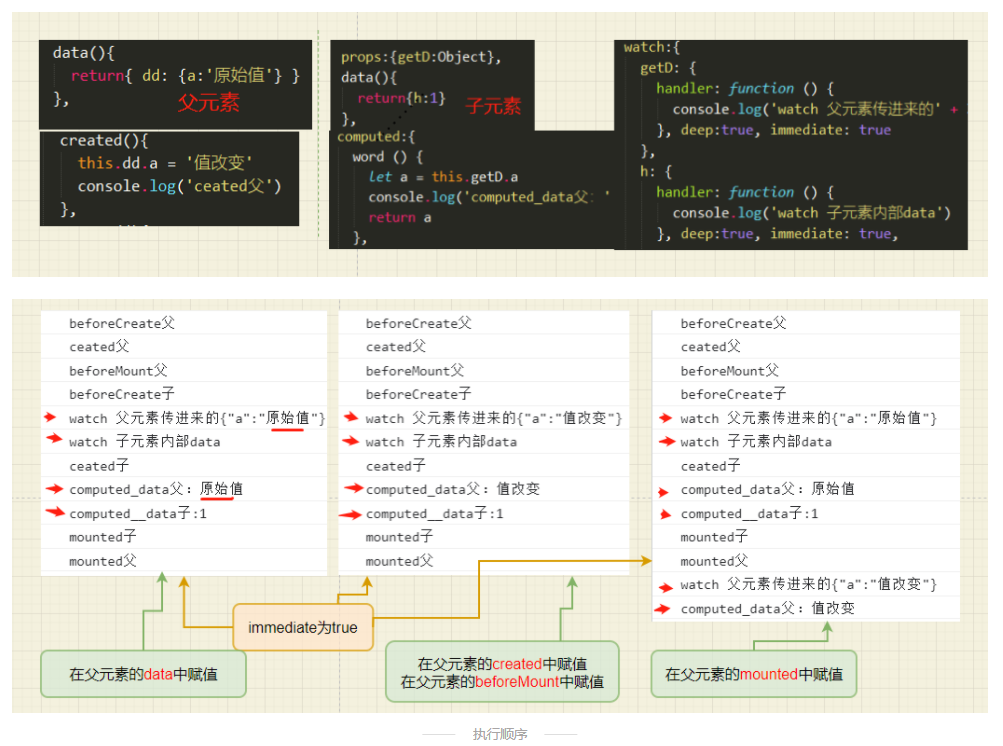 data(){
return{ dd: {a:'原始值'} }
},
父元素
created(){
this.dd.a = '值改变'
console.log('ceated父')
},
props:{getD:Object},
data(){
return{h:1}
},
子元素
computed:{
word () {
let a = this.getD.a
console.log('computed_data父: '
return a
},
watch:{
getD: {
handler: function () {
console.log('watch 父元素传进来的' +
}, deep:true, immediate: true
},
h: {
handler: function () {
console.log('watch 子元素内部data')
}, deep:true, immediate: true,
beforeCreate父
ceated父
beforeMount父
beforeCreate子
watch 父元素传进来的{"a":"原始值"}
watch 子元素内部data
ceated子
computed_data父: 原始值
computed__data子:1
mounted子
mounted父
beforeCreate父
ceated父
beforeMount父
beforeCreate子
watch 父元素传进来的{"a":"值改变"}
watch 子元素内部data
ceated子
computed_data父: 值改变
computed__data子:1
mounted子
mounted父
beforeCreate父
ceated父
beforeMount父
beforeCreate子
watch 父元素传进来的{"a":"原始值"}
watch 子元素内部data
ceated子
computed_data父: 原始值
computed__data子:1
mounted子
mounted父
watch 父元素传进来的{"a":"值改变"}
computed_data父: 值改变
immediate为true
在父元素的data中赋值
在父元素的created中赋值
在父元素的beforeMount中赋值
在父元素的mounted中赋值
执行顺序